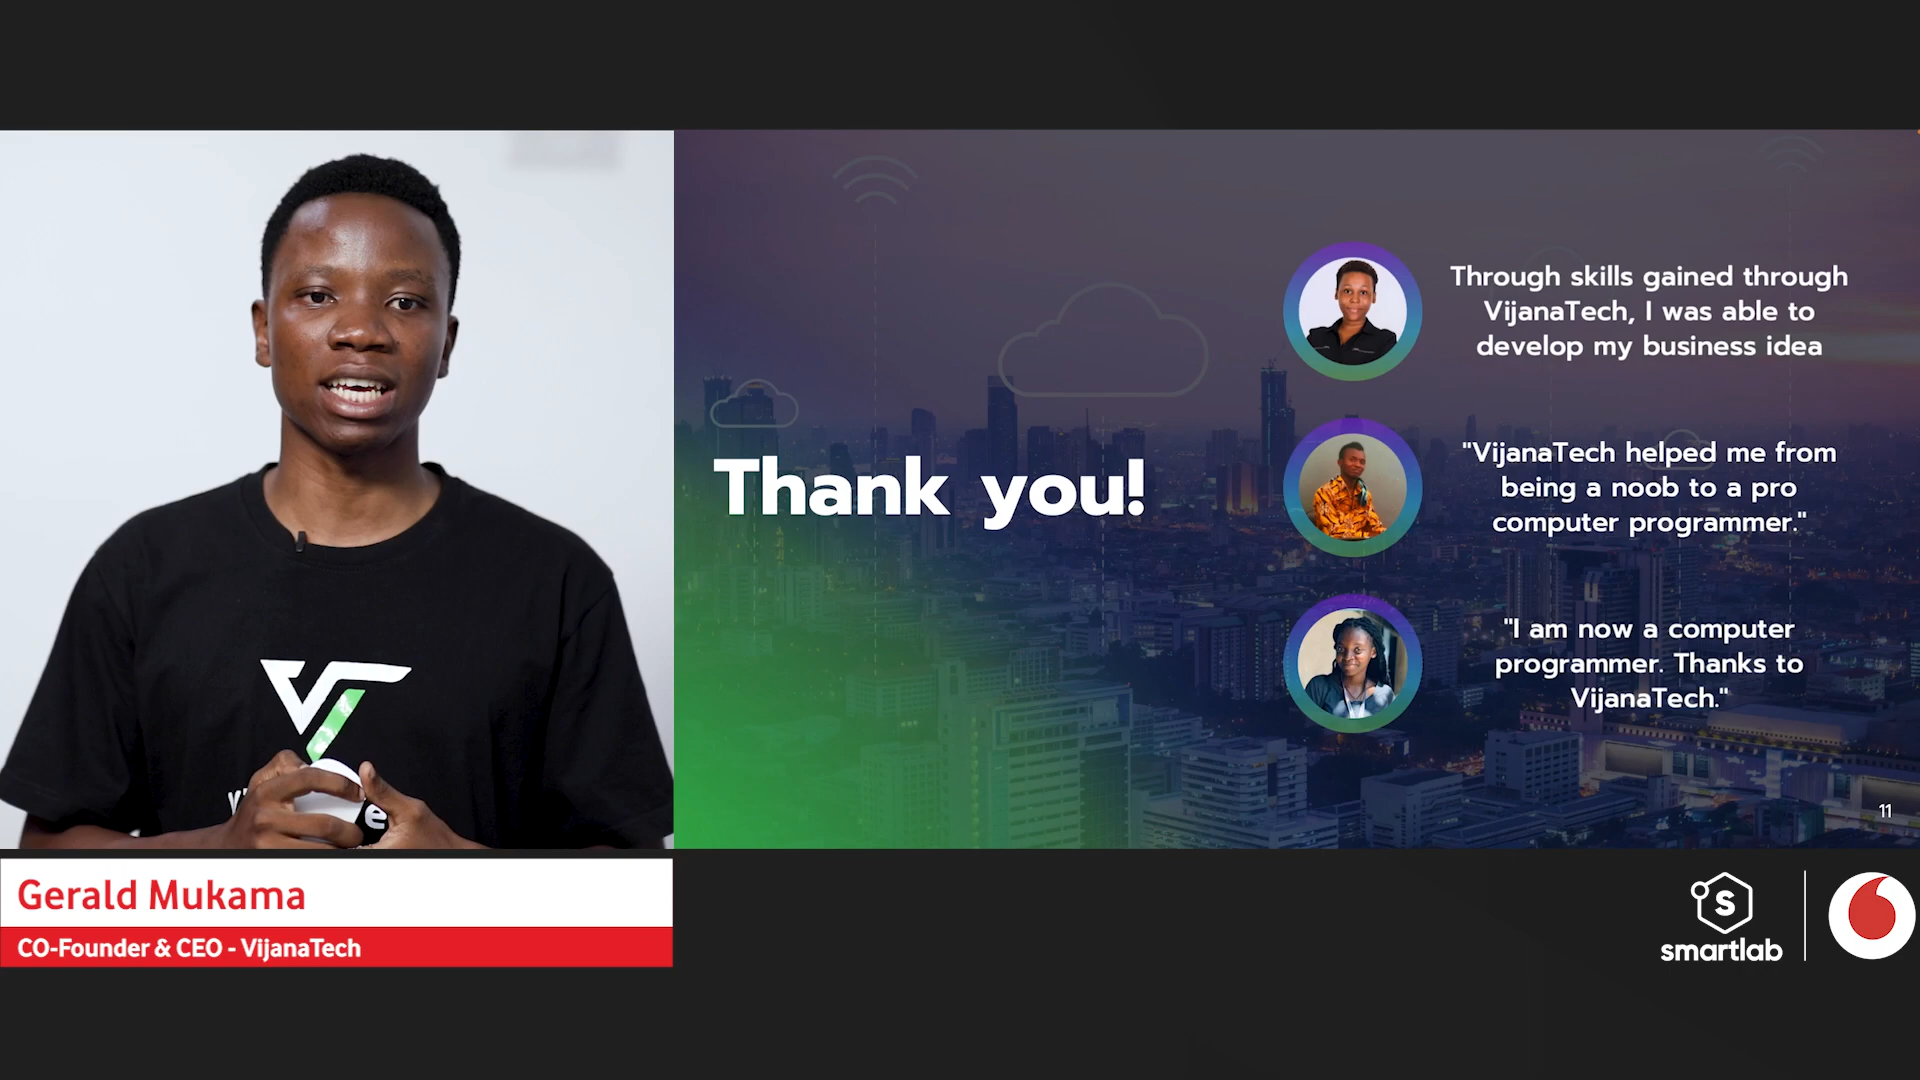 Thank you!
Through skills gained through
VijanaTech, I was able to
develop my business idea
"VijanaTech helped me from
being a noob to a pro
computer programmer."
"I am now a computer
programmer. Thanks to
VijanaTech."
11
Gerald Mukama
CO-Founder & CEO - VijanaTech
S
smartlab